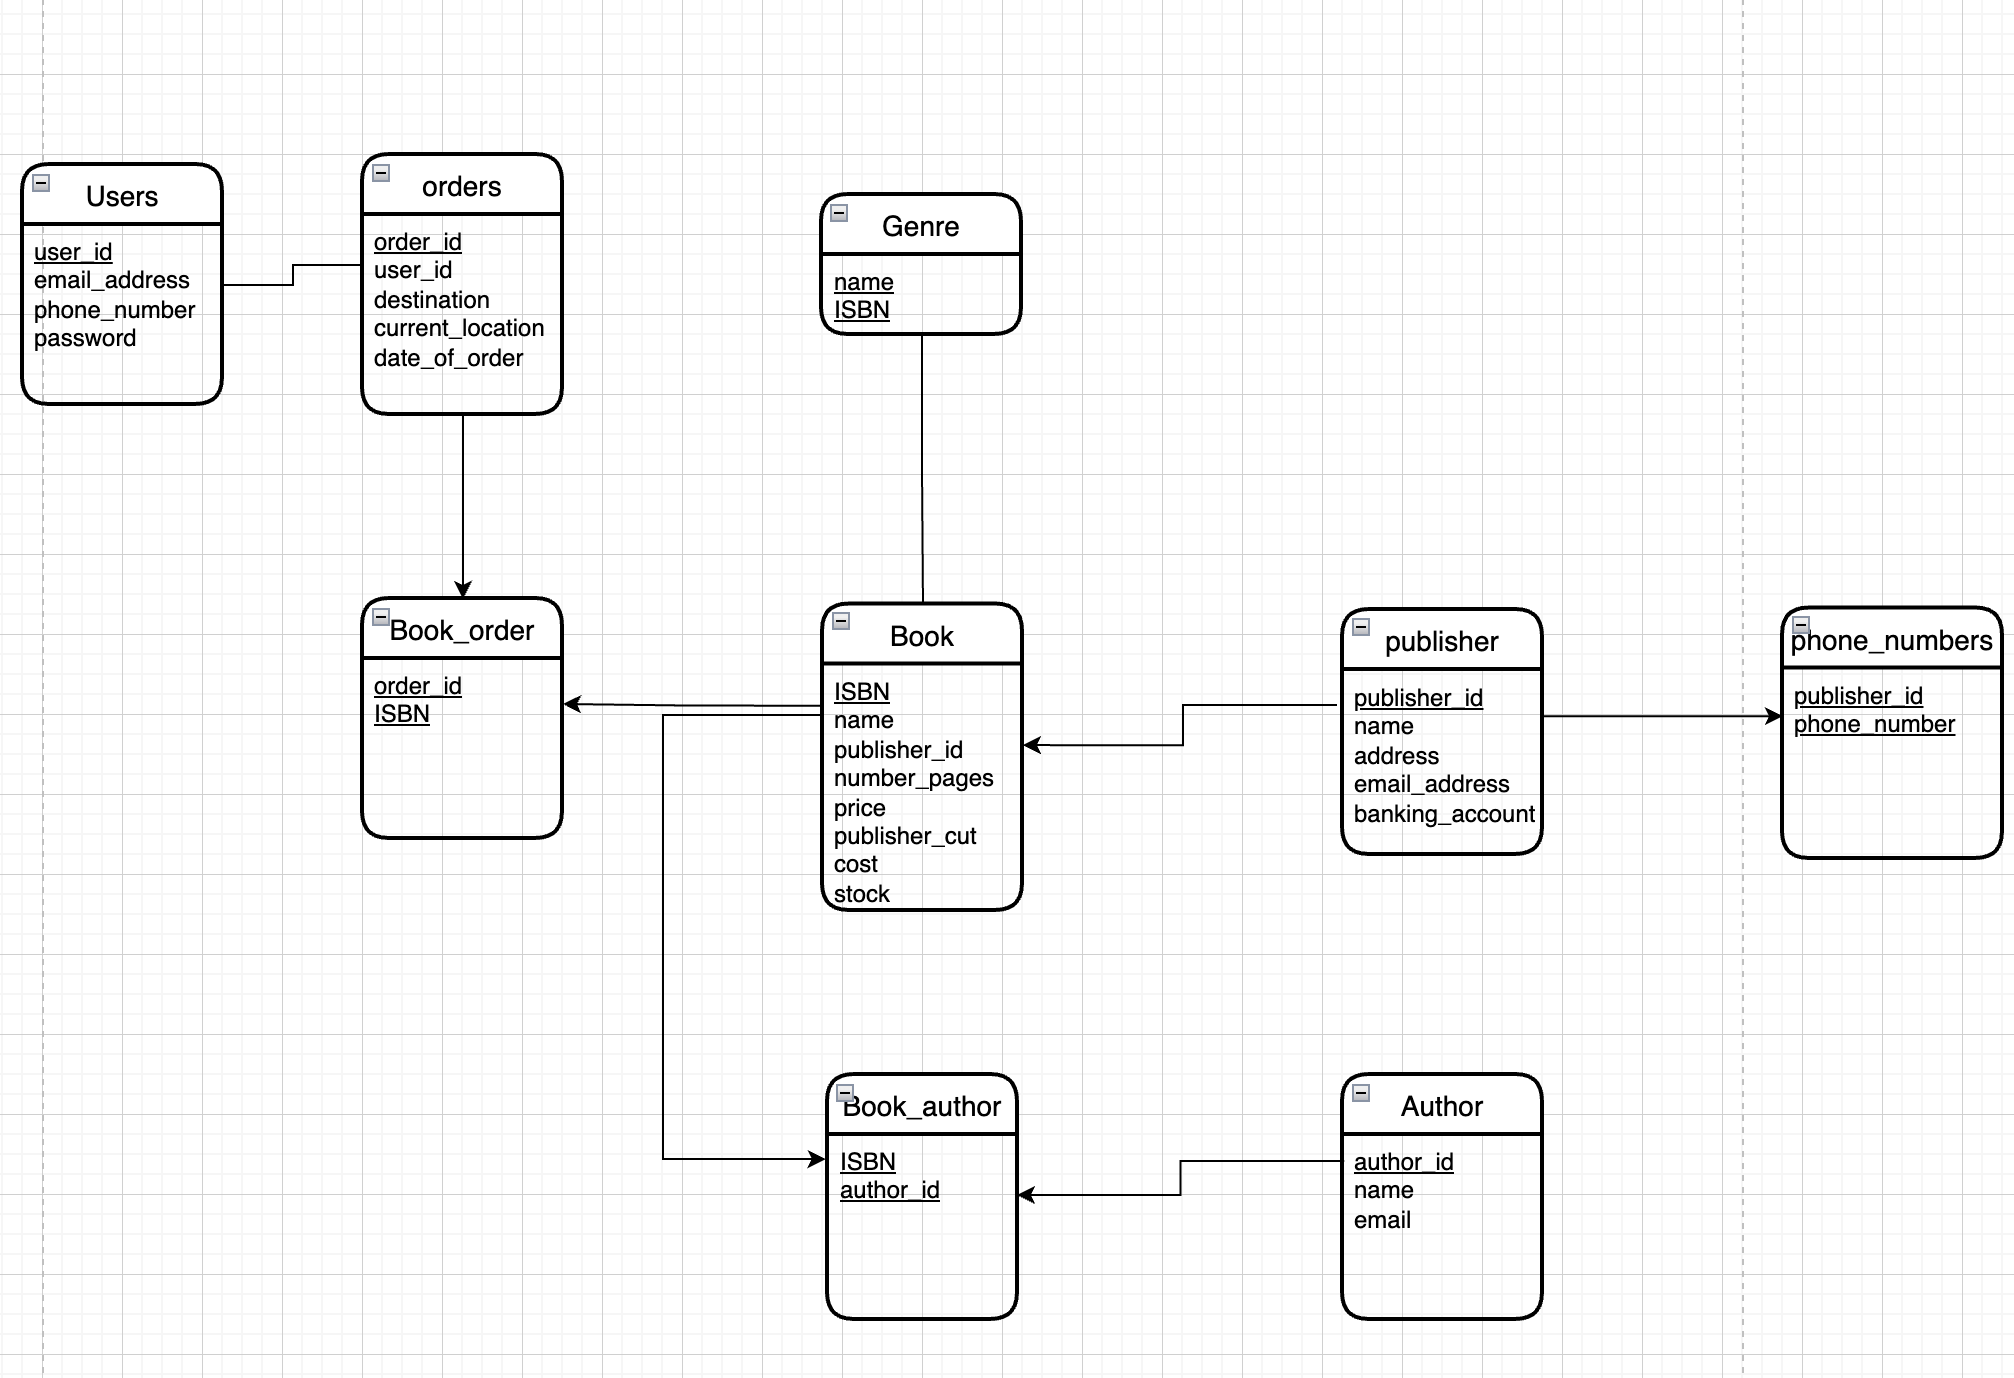 Users
user_id
email_address
phone_number
password
orders
order_id
user_id
destination
current_location
date_of_order
Genre
name
ISBN
Book_order
order_id
ISBN
Book
ISBN
name
publisher_id
number_pages
price
publisher_cut
cost
stock
publisher
publisher_id
name
address
email_address
banking_account
phone_numbers
publisher_id
phone_number
Book_author
ISBN
author_id
Author
author_id
name
email